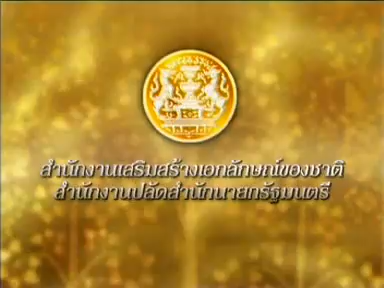 สำนักงานเสริมสร้างเอกลักษณ์ของชาติ
สำนักงานปลัดสำนักนายกรัฐมนตรี